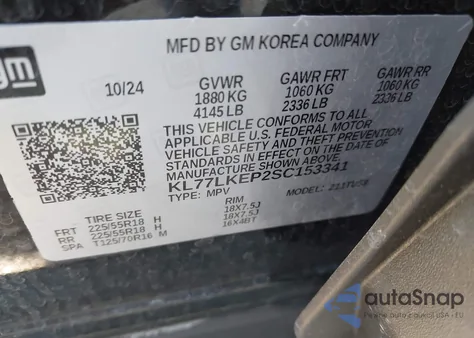 gm
MFD BY GM KOREA COMPANY
10/24 GVWR GAWR FRT GAWR RR
1880 KG 1060 KG 1060 KG
4145 LB 2336 LB 2336 LB
THIS VEHICLE CONFORMS TO ALL
APPLICABLE U.S. FEDERAL MOTOR
VEHICLE SAFETY AND THEFT PREVENTION
STANDARDS IN EFFECT ON THE DATE OF
MANUFACTURE SHOWN ABOVE.
KL77LKEP2SC153341
TYPE: MPV MODEL:
TIRE SIZE RIM
FRT 225/55R18 H 18X7.5J
RR 225/55R18 H 18X7.5J
SPA T125/70R16 M 16X4BT
autoSnap